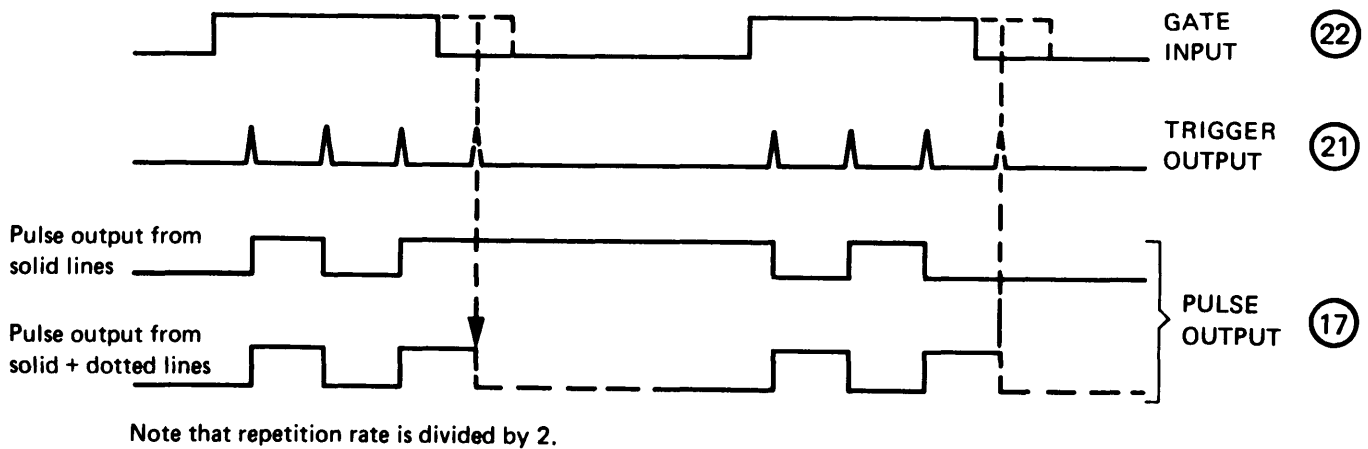 GATE
INPUT
22
TRIGGER
OUTPUT
21
Pulse output from
solid lines
Pulse output from
solid + dotted lines
PULSE
OUTPUT
17
Note that repetition rate is divided by 2.